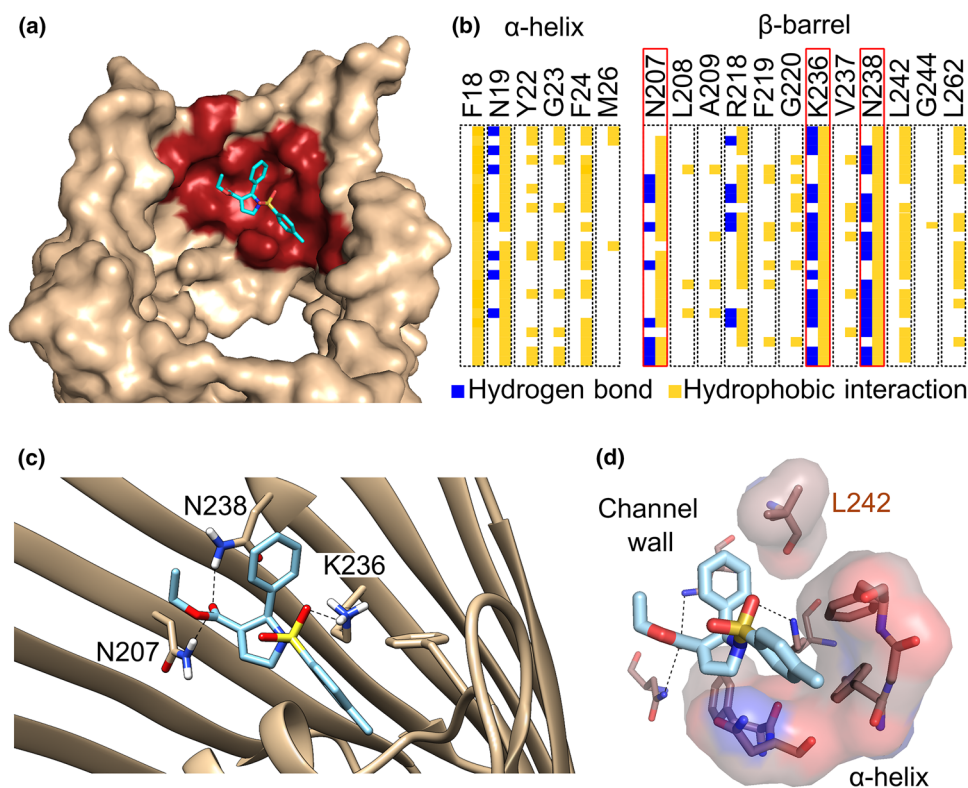 (a)
(b)
α-helix
β-barrel
F18 N19 Y22 G23 F24 M26
N207 L208 A209 R218 F219 G220 K236 V237 N238 L242 G244 L262
Hydrogen bond Hydrophobic interaction
(c)
N238
K236
N207
(d)
Channel
wall
L242
α-helix